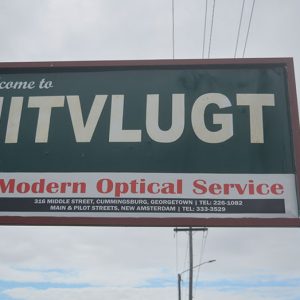 lcome to
UITVLUGT
Modern Optical Service
316 MIDDLE STREET, CUMMINGSBURG, GEORGETOWN | TEL: 226-1082
MAIN & PILOT STREETS, NEW AMSTERDAM | TEL: 333-3529